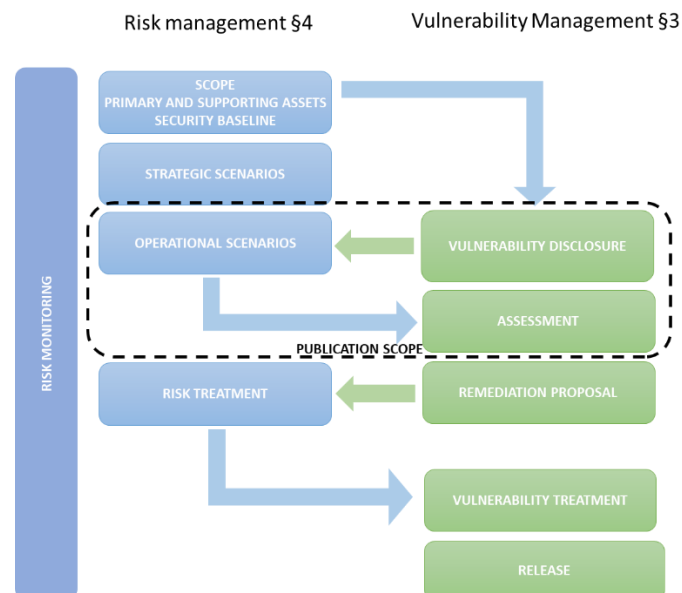 Risk management §4
Vulnerability Management §3
SCOPE
PRIMARY AND SUPPORTING ASSETS
SECURITY BASELINE
STRATEGIC SCENARIOS
OPERATIONAL SCENARIOS
VULNERABILITY DISCLOSURE
ASSESSMENT
PUBLICATION SCOPE
RISK TREATMENT
REMEDIATION PROPOSAL
VULNERABILITY TREATMENT
RELEASE
RISK MONITORING